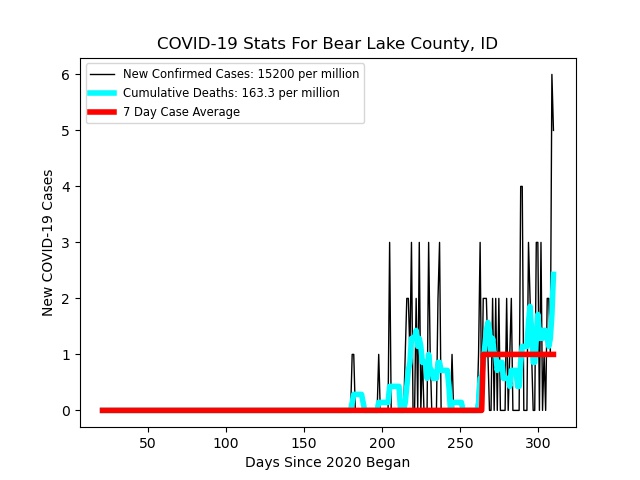 COVID-19 Stats For Bear Lake County, ID
New Confirmed Cases: 15200 per million
Cumulative Deaths: 163.3 per million
7 Day Case Average
New COVID-19 Cases
6
5
4
3
2
1
0
50 100 150 200 250 300
Days Since 2020 Began